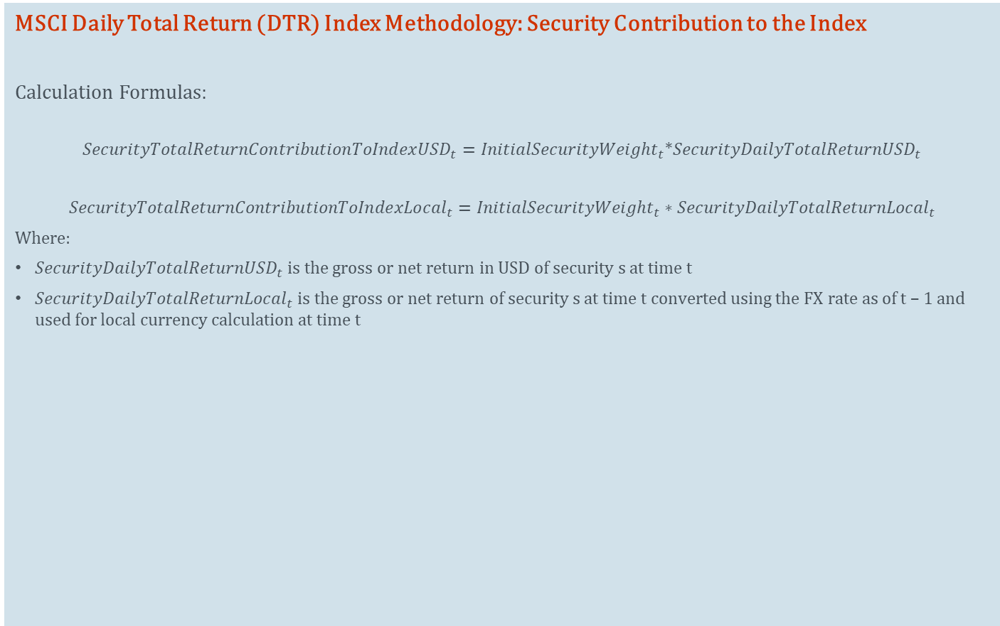 MSCI Daily Total Return (DTR) Index Methodology: Security Contribution to the Index
Calculation Formulas:
SecurityTotalReturnContributionToIndexUSD_t = InitialSecurityWeight_t*SecurityDailyTotalReturnUSD_t
SecurityTotalReturnContributionToIndexLocal_t = InitialSecurityWeight_t * SecurityDailyTotalReturnLocal_t
Where:
• SecurityDailyTotalReturnUSD_t is the gross or net return in USD of security s at time t
• SecurityDailyTotalReturnLocal_t is the gross or net return of security s at time t converted using the FX rate as of t – 1 and
used for local currency calculation at time t